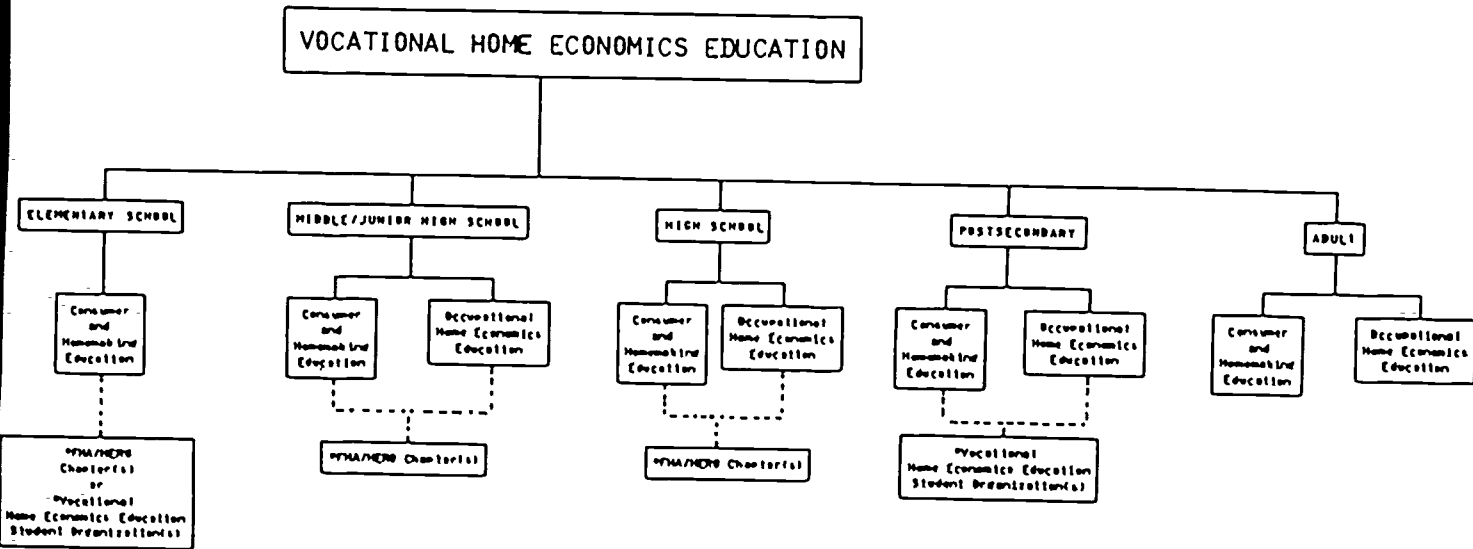 VOCATIONAL HOME ECONOMICS EDUCATION
ELEMENTARY SCHOOL
MIDDLE/JUNIOR HIGH SCHOOL
HIGH SCHOOL
POSTSECONDARY
ADULT
Consumer
and
Homemaking
Education
Consumer
and
Homemaking
Education
Occupational
Home Economics
Education
Consumer
and
Homemaking
Education
Occupational
Home Economics
Education
Consumer
and
Homemaking
Education
Occupational
Home Economics
Education
Consumer
and
Homemaking
Education
Occupational
Home Economics
Education
*FHA/HERO
Chapter(s)
or
*Vocational
Home Economics Education
Student Organization(s)
*FHA/HERO Chapter(s)
*FHA/HERO Chapter(s)
*Vocational
Home Economics Education
Student Organization(s)